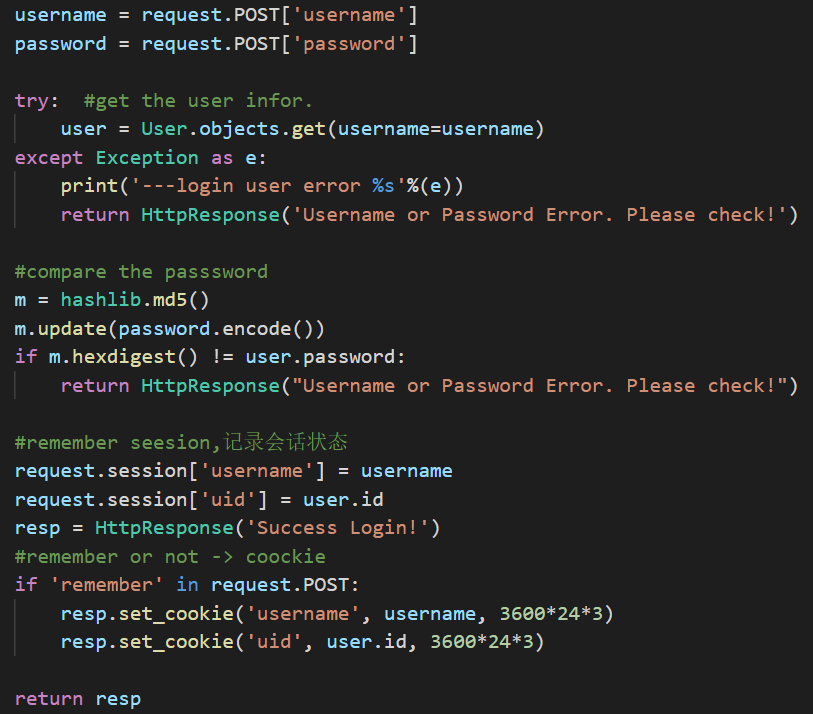 username = request.POST['username']
password = request.POST['password']
try:  #get the user infor.
    user = User.objects.get(username=username)
except Exception as e:
    print('---login user error %s'%(e))
    return HttpResponse('Username or Password Error. Please check!')
#compare the passsword
m = hashlib.md5()
m.update(password.encode())
if m.hexdigest() != user.password:
    return HttpResponse("Username or Password Error. Please check!")
#remember seesion,记录会话状态
request.session['username'] = username
request.session['uid'] = user.id
resp = HttpResponse('Success Login!')
#remember or not -> coockie
if 'remember' in request.POST:
    resp.set_cookie('username', username, 3600*24*3)
    resp.set_cookie('uid', user.id, 3600*24*3)
return resp